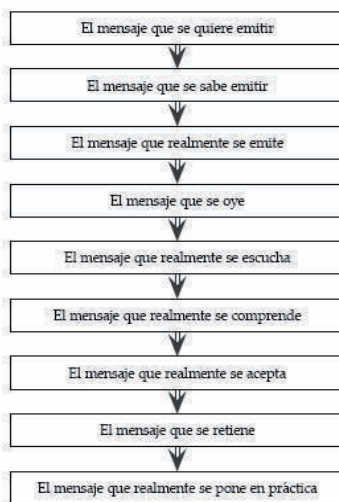 El mensaje que se quiere emitir
El mensaje que se sabe emitir
El mensaje que realmente se emite
El mensaje que se oye
El mensaje que realmente se escucha
El mensaje que realmente se comprende
El mensaje que realmente se acepta
El mensaje que se retiene
El mensaje que realmente se pone en práctica